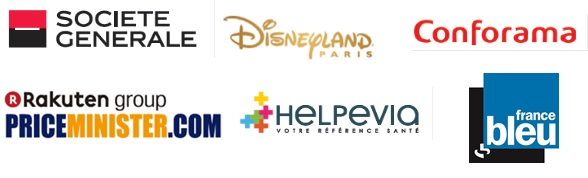 SOCIETE
GENERALE
DISNEYLAND
PARIS
Conforama
R Rakuten group
PRICEMINISTER.COM
HELPEVIA
VOTRE RÉFÉRENCE SANTÉ
france
bleu